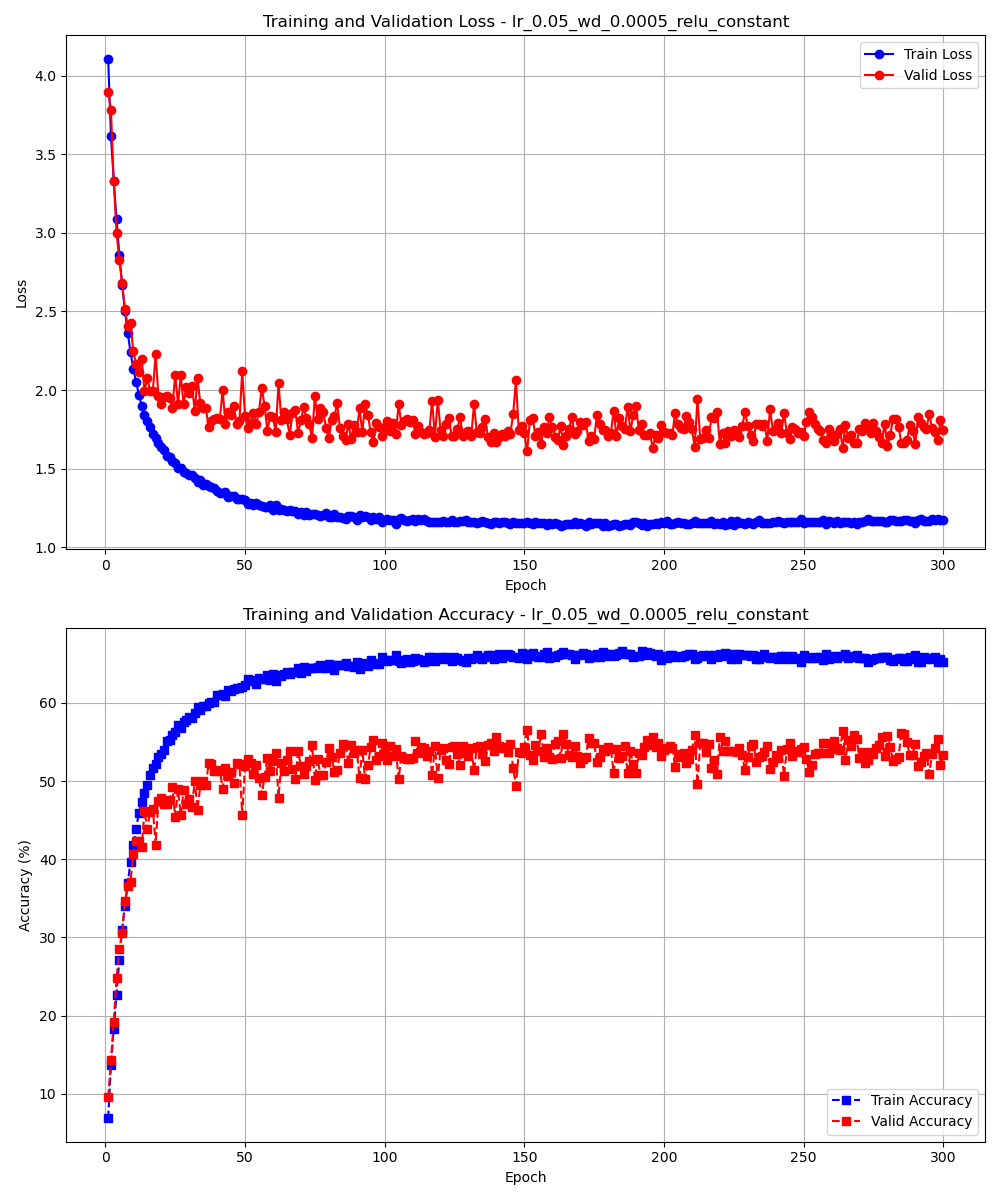 Training and Validation Loss - lr_0.05_wd_0.0005_relu_constant
Train Loss
Valid Loss
4.0
3.5
3.0
2.5
2.0
1.5
1.0
Loss
0 50 100 150 200 250 300
Epoch
Training and Validation Accuracy - lr_0.05_wd_0.0005_relu_constant
60
50
40
30
20
10
Accuracy (%)
Train Accuracy
Valid Accuracy
0 50 100 150 200 250 300
Epoch